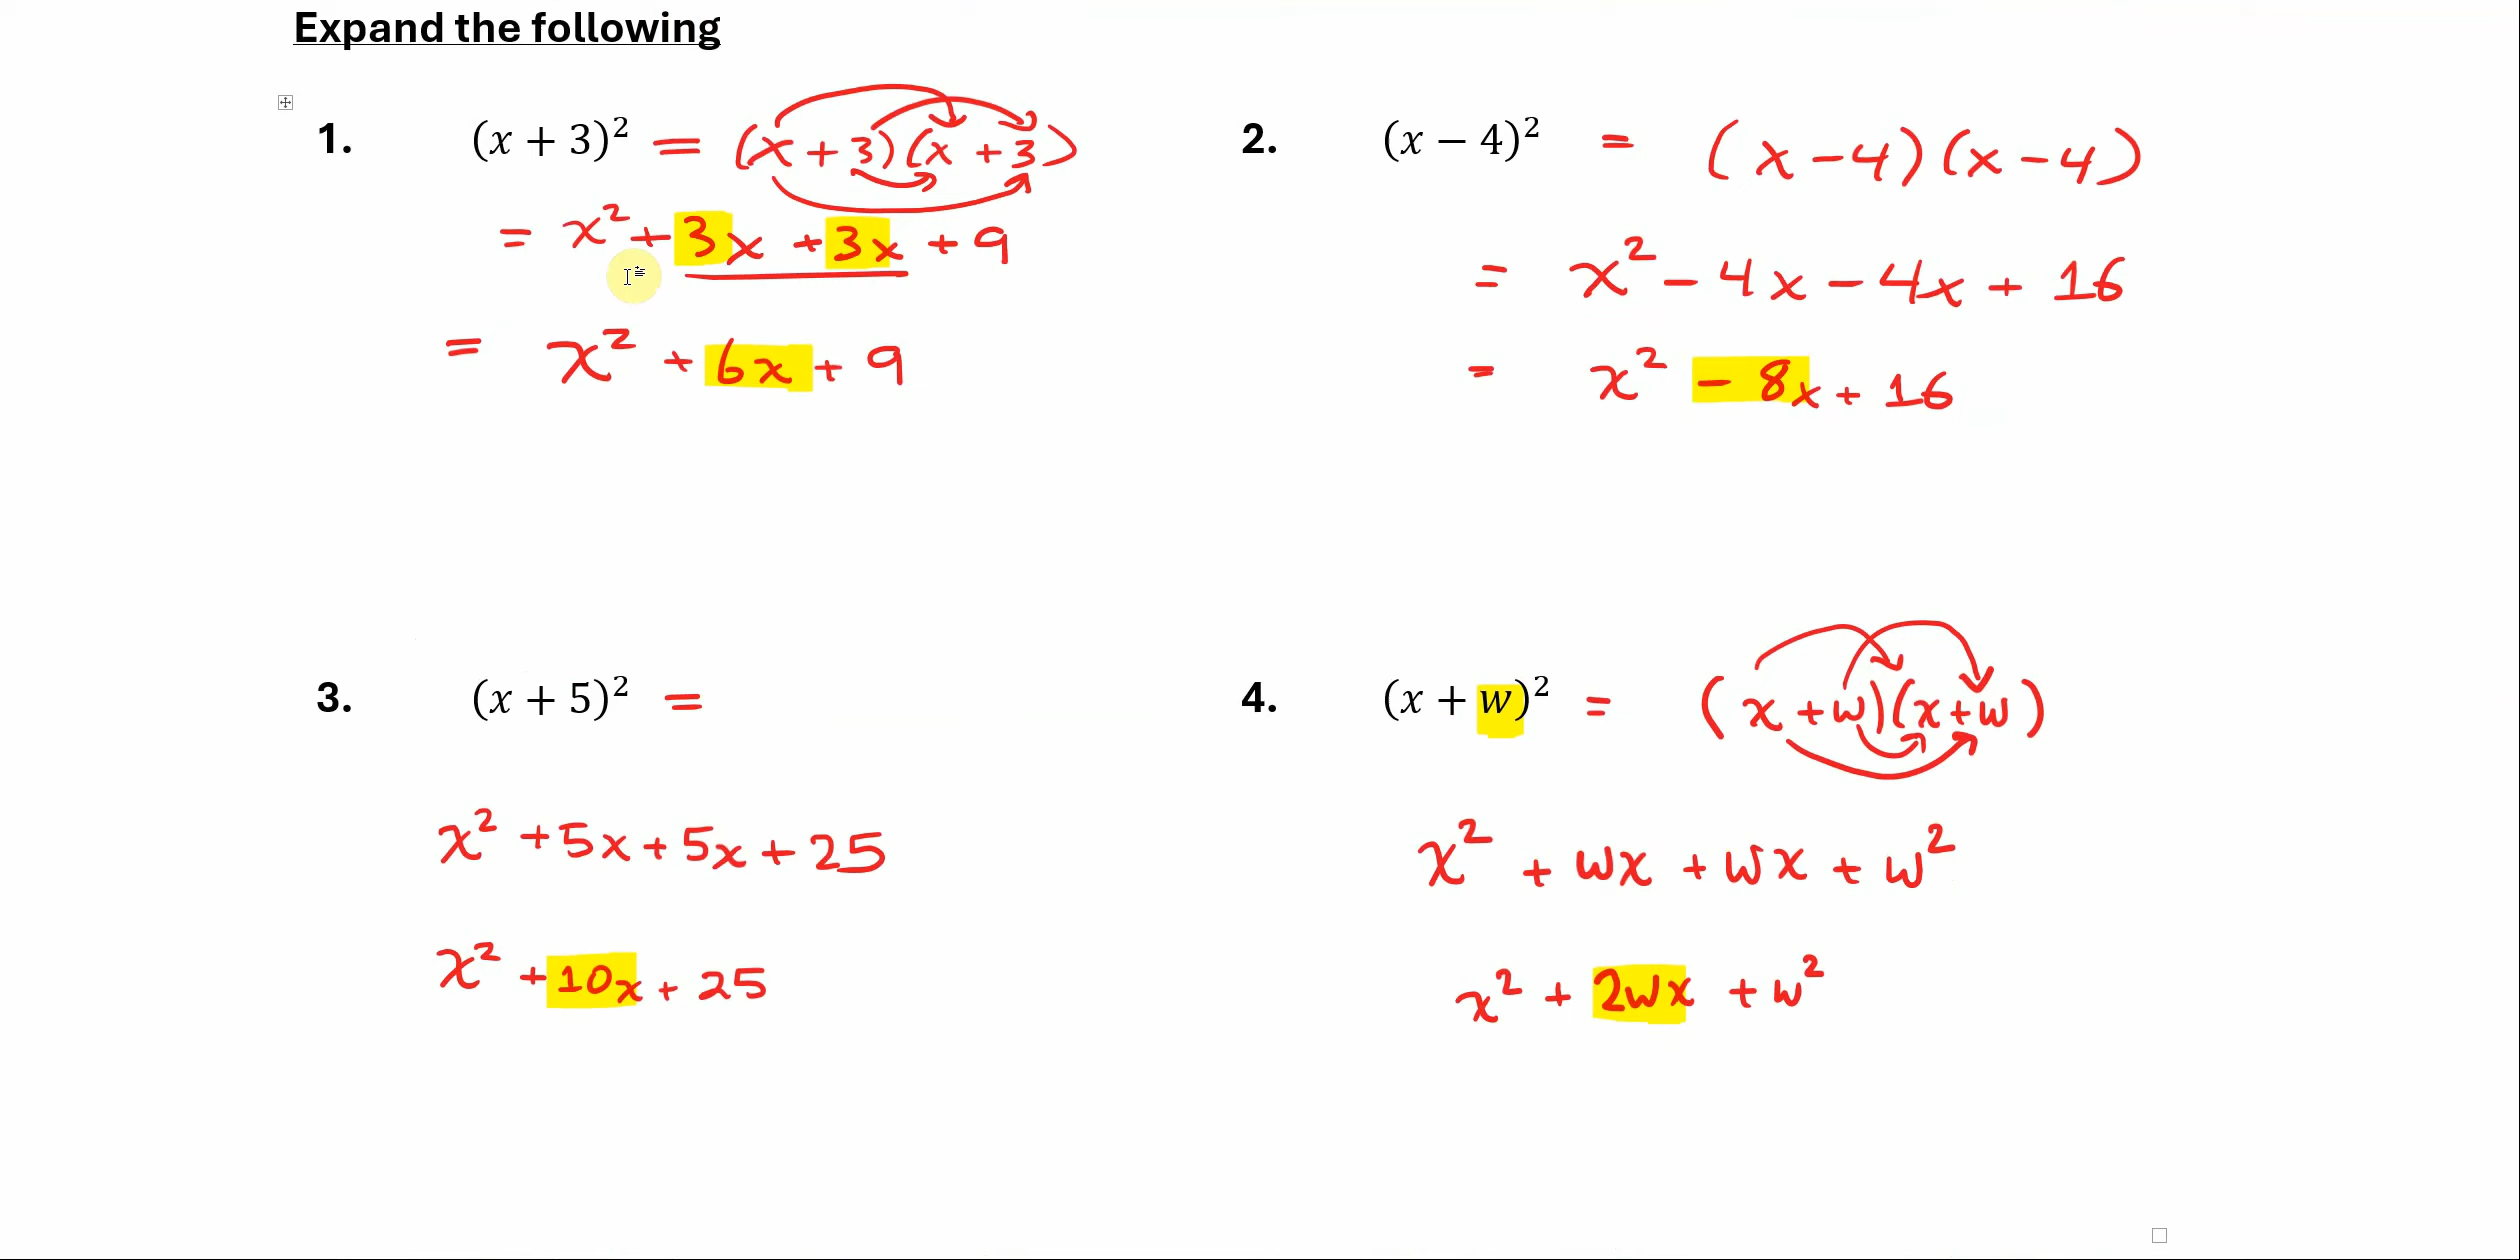 Expand the following
1. (x + 3)² = (x + 3)(x + 3)
= x² + 3x + 3x + 9
= x² + 6x + 9
2. (x − 4)² = (x − 4)(x − 4)
= x² − 4x − 4x + 16
= x² − 8x + 16
3. (x + 5)² =
x² + 5x + 5x + 25
x² + 10x + 25
4. (x + w)² = (x + w)(x + w)
x² + wx + wx + w²
x² + 2wx + w²